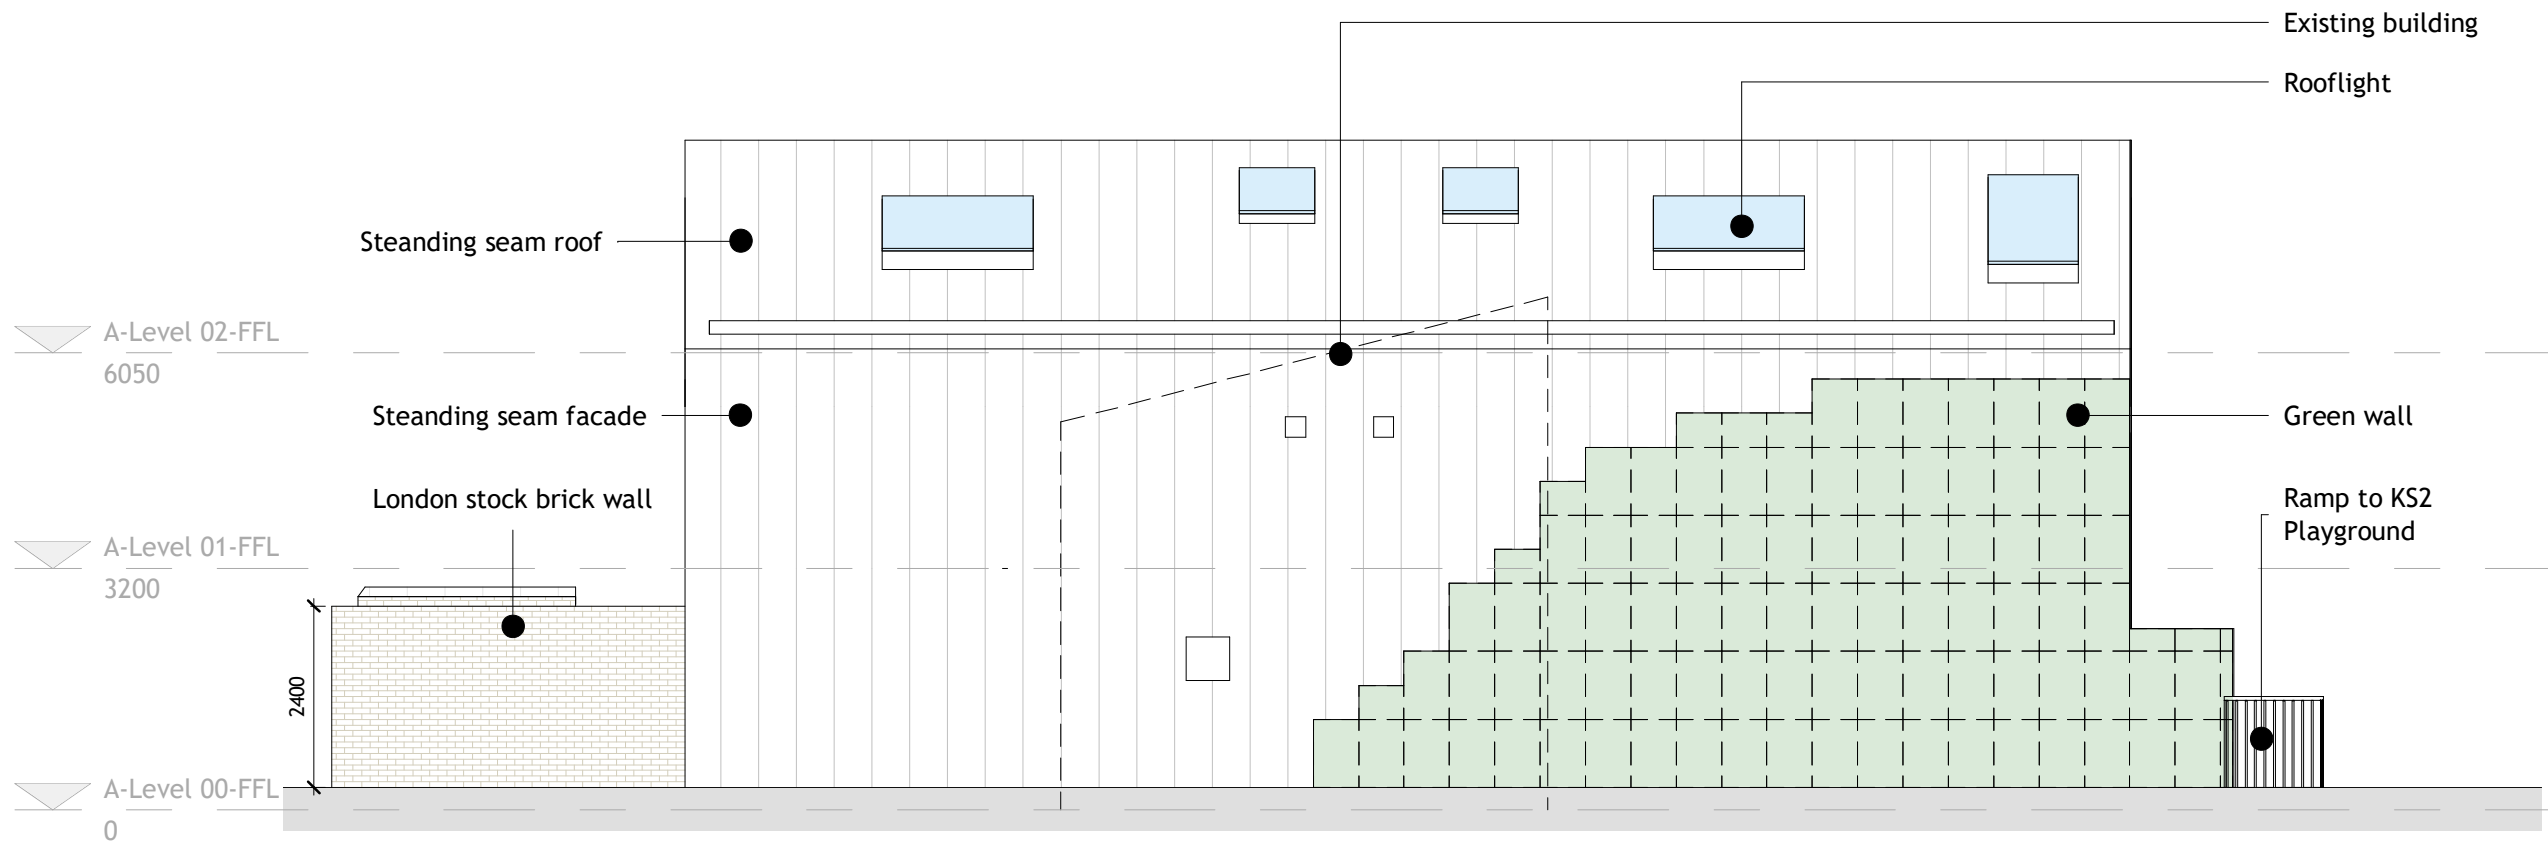 Existing building
Rooflight
Steanding seam roof
A-Level 02-FFL
6050
Steanding seam facade
Green wall
London stock brick wall
Ramp to KS2
Playground
A-Level 01-FFL
3200
2400
A-Level 00-FFL
0